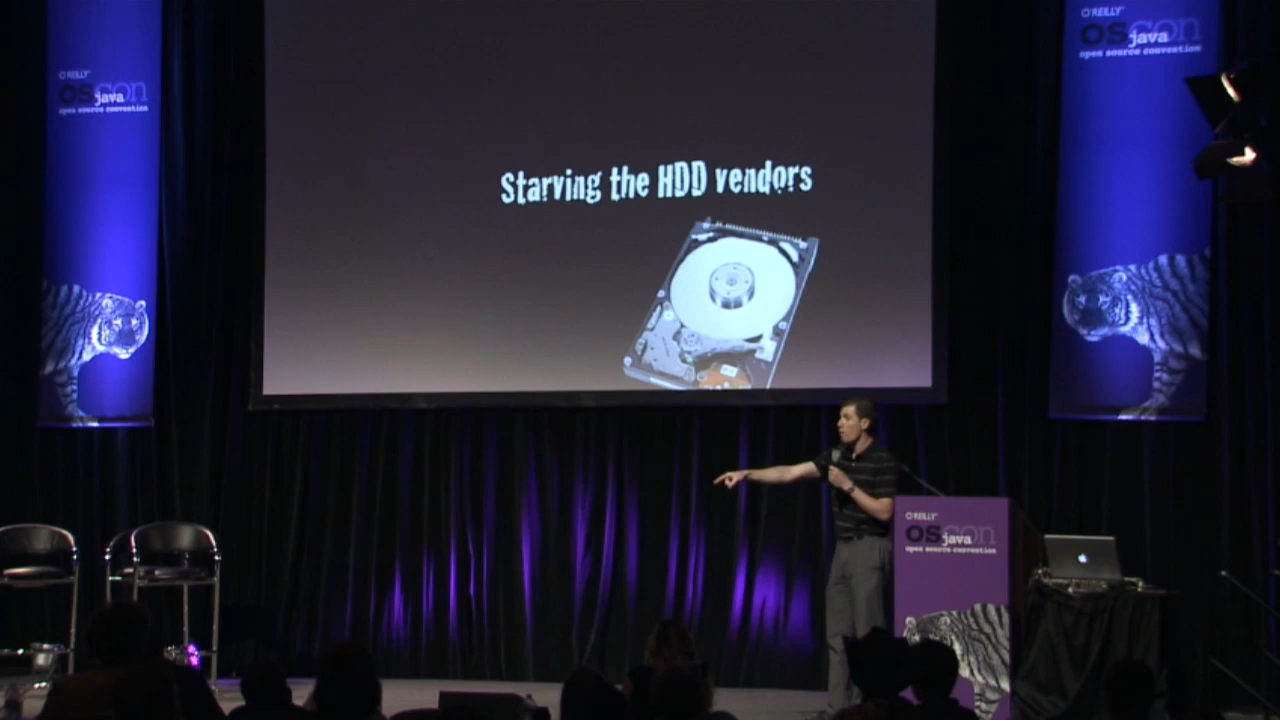 O'REILLY
oscon
java
open source convention
Starving the HDD vendors
O'REILLY
oscon
java
open source convention
O'REILLY
oscon
java
open source convention